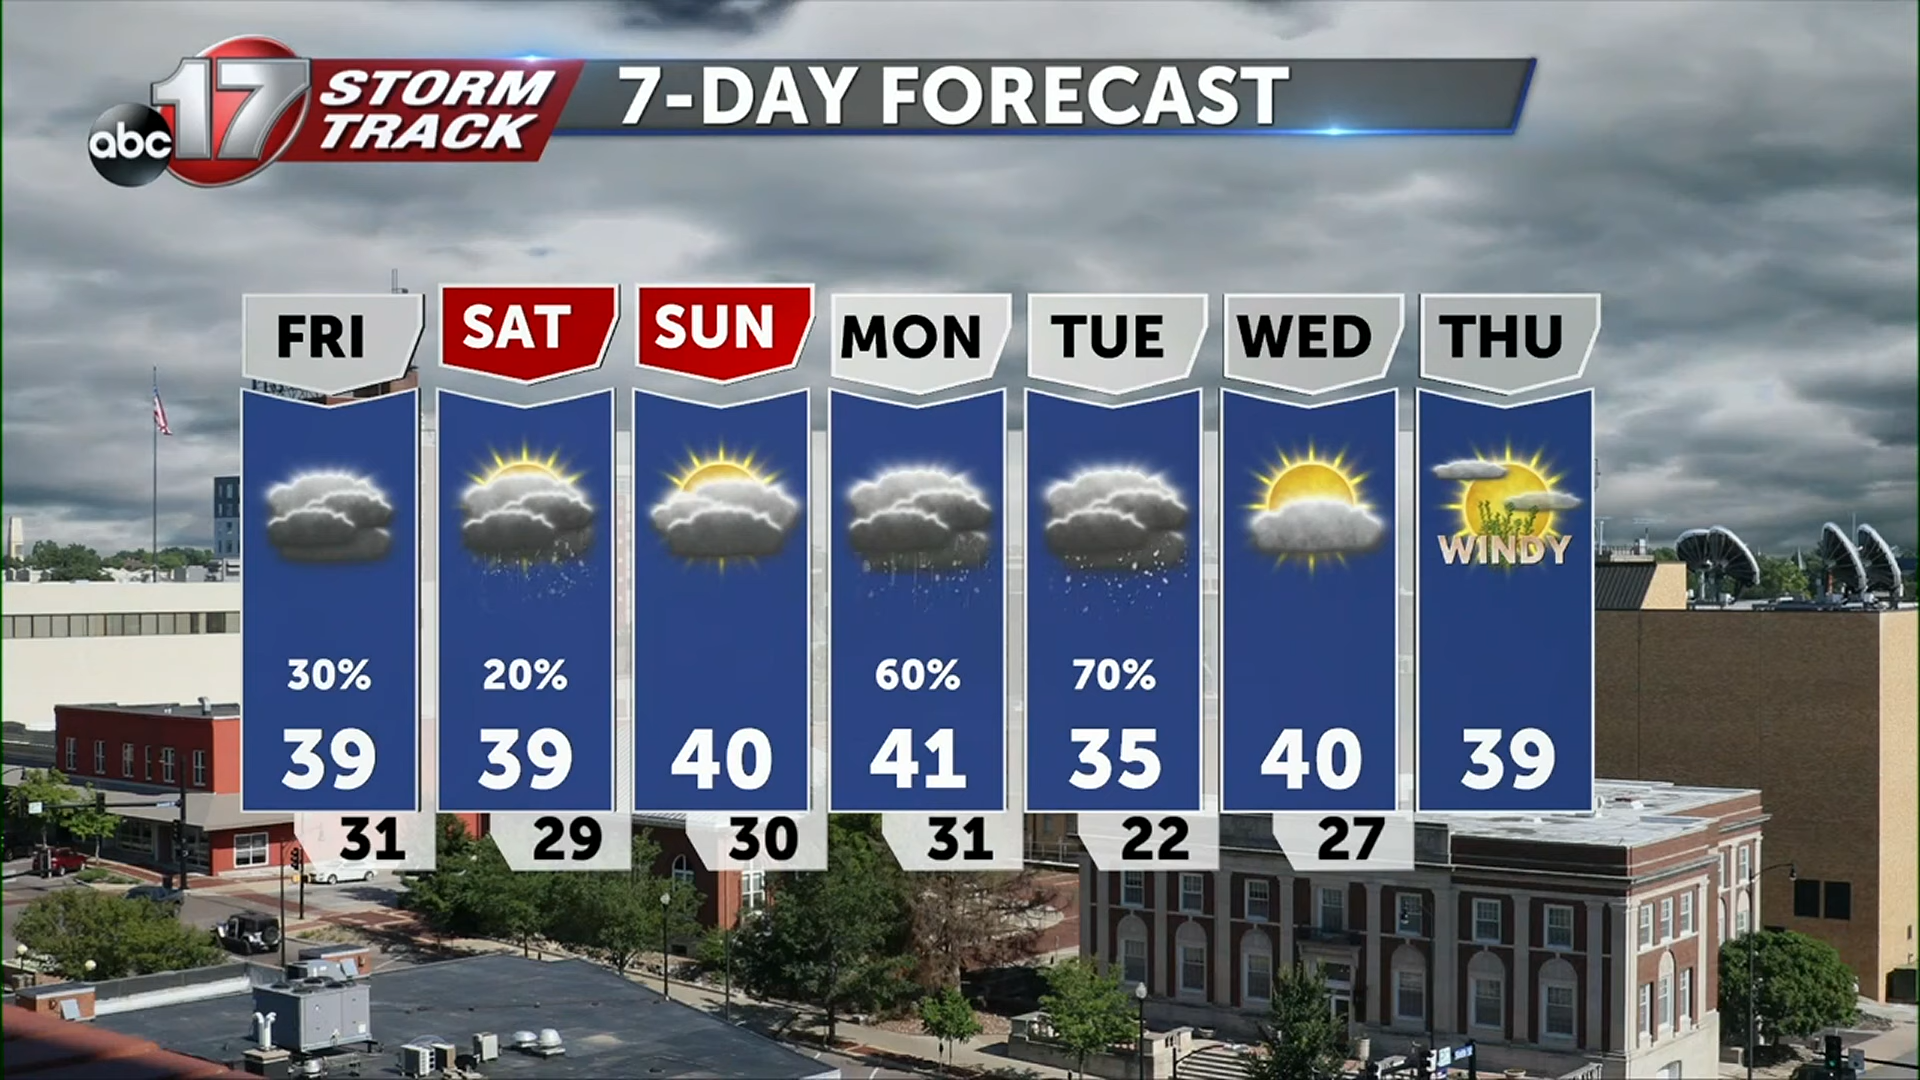 abc 17 STORM TRACK
7-DAY FORECAST
FRI SAT SUN MON TUE WED THU
WINDY
30% 20% 60% 70%
39 39 40 41 35 40 39
31 29 30 31 22 27